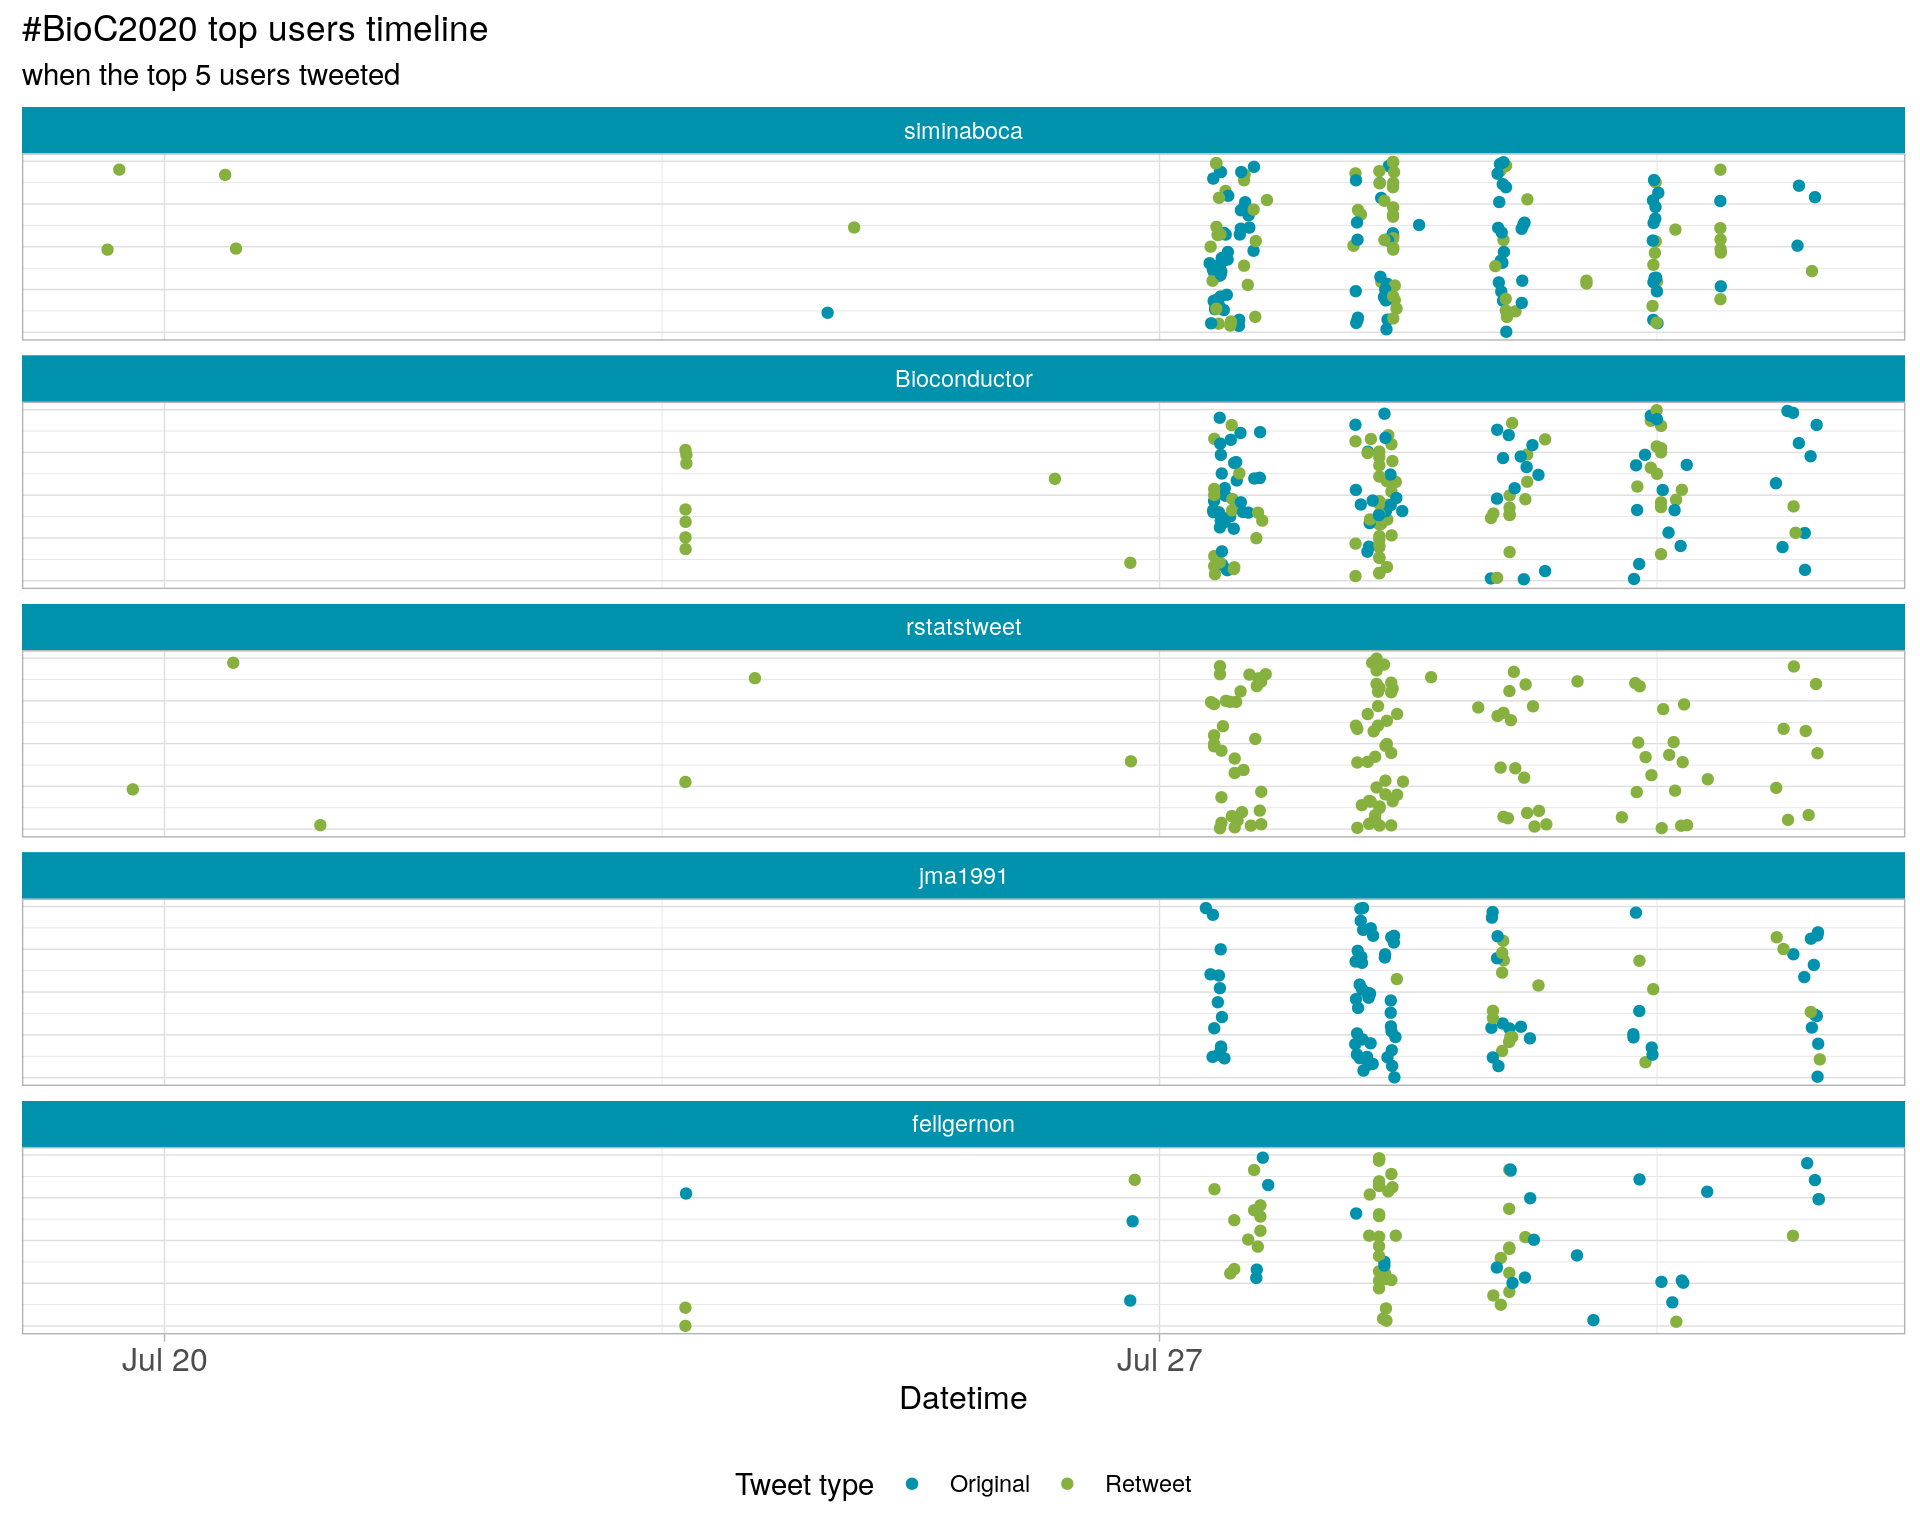 #BioC2020 top users timeline
when the top 5 users tweeted
siminaboca
Bioconductor
rstatstweet
jma1991
fellgernon
Jul 20 Jul 27
Datetime
Tweet type Original Retweet